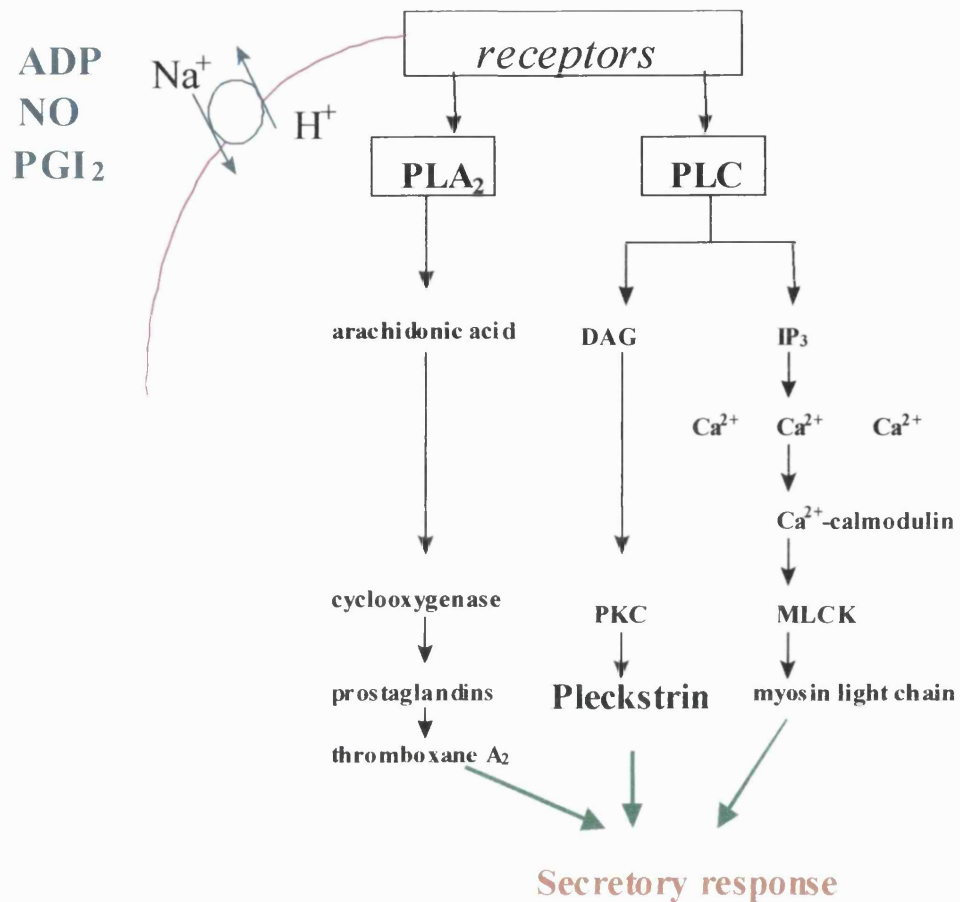 ADP
NO
PGI₂
Na⁺
H⁺
receptors
PLA₂
PLC
arachidonic acid
DAG
IP₃
Ca²⁺ Ca²⁺ Ca²⁺
Ca²⁺-calmodulin
cyclooxygenase
PKC
MLCK
prostaglandins
Pleckstrin
myosin light chain
thromboxane A₂
Secretory response